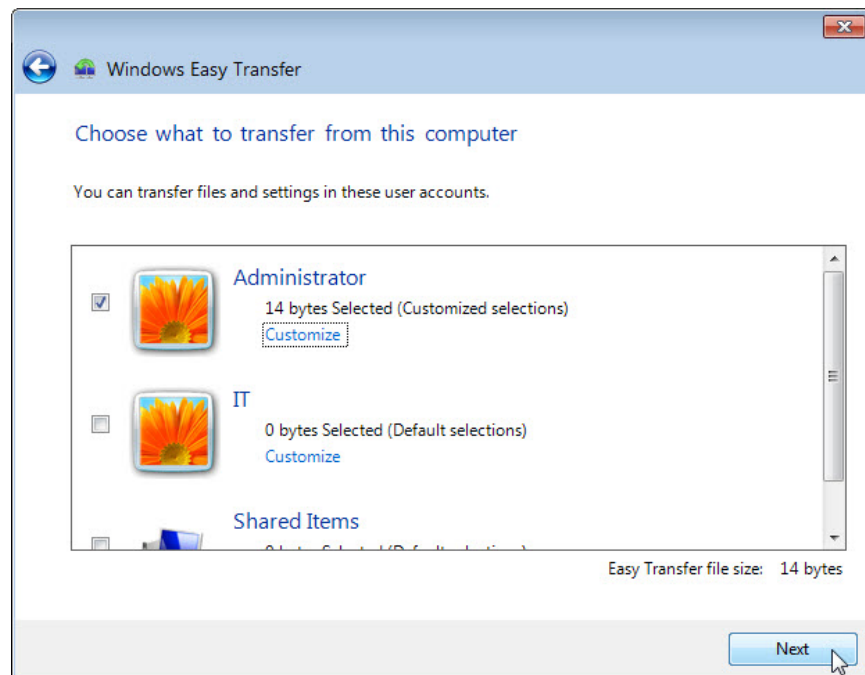 Windows Easy Transfer
Choose what to transfer from this computer
You can transfer files and settings in these user accounts.
Administrator
14 bytes Selected (Customized selections)
Customize
IT
0 bytes Selected (Default selections)
Customize
Shared Items
Easy Transfer file size: 14 bytes
Next